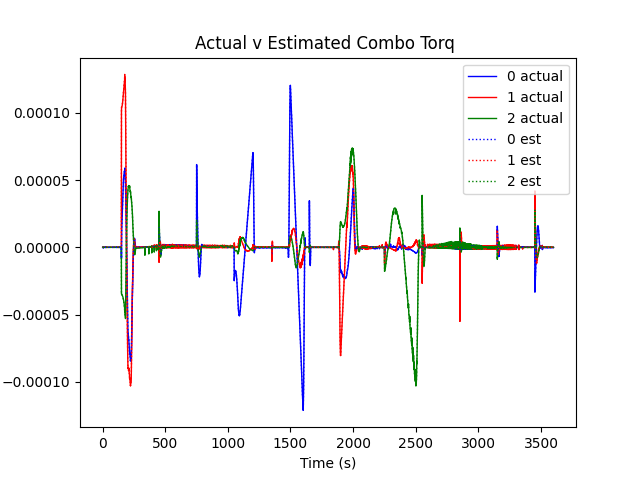 Actual v Estimated Combo Torq
0 actual
1 actual
2 actual
0 est
1 est
2 est
0.00010
0.00005
0.00000
−0.00005
−0.00010
0 500 1000 1500 2000 2500 3000 3500
Time (s)